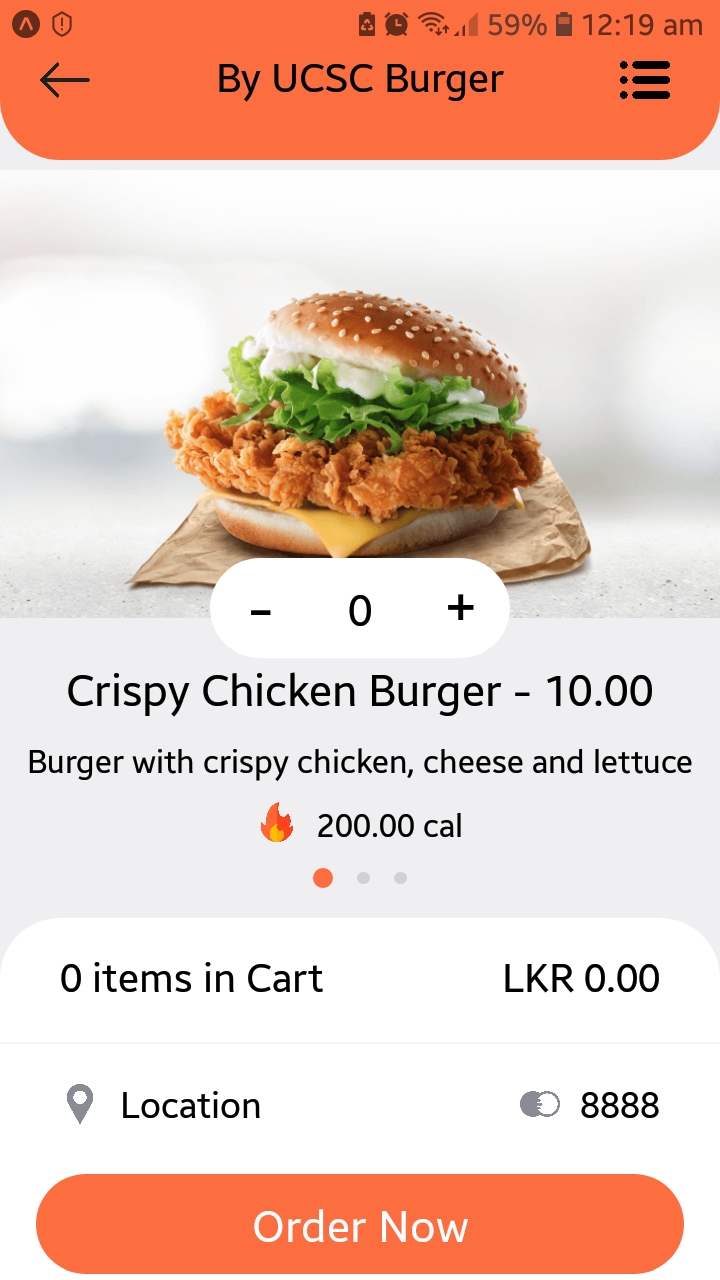 59% 12:19 am
By UCSC Burger
- 0 +
Crispy Chicken Burger - 10.00
Burger with crispy chicken, cheese and lettuce
200.00 cal
0 items in Cart LKR 0.00
Location 8888
Order Now